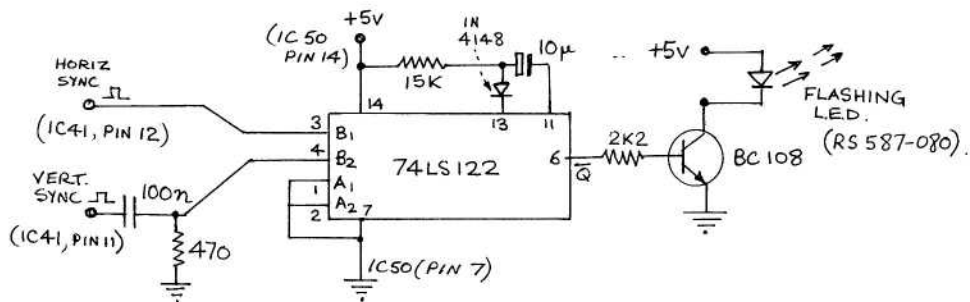 +5v
(IC 50
PIN 14)
IN
4148
10µ
15K
+5v
HORIZ
SYNC
(IC41, PIN 12)
14
13
11
3
B1
4
B2
1
A1
2
A2
7
74LS122
6
Q̅
2K2
BC 108
FLASHING
L.E.D.
(RS 587-080).
VERT.
SYNC
100n
(IC41, PIN 11)
470
IC50 (PIN 7)